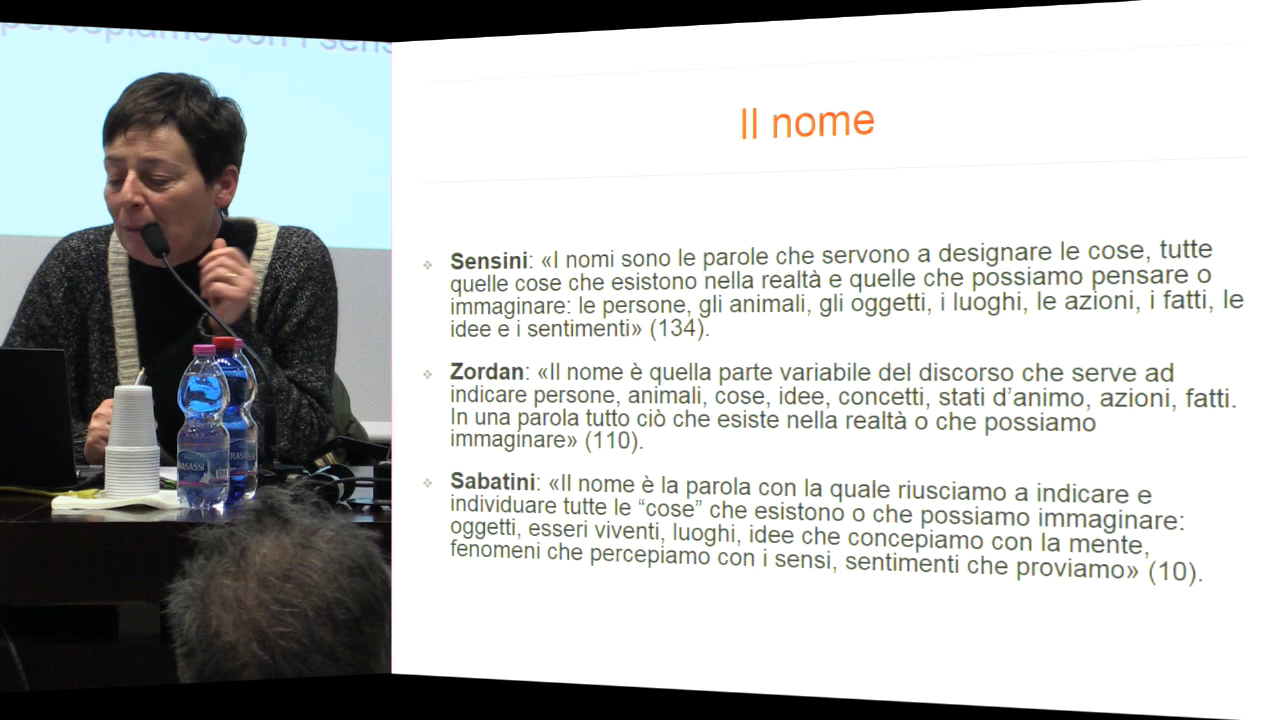 percepiamo con i sens
Il nome
Sensini: «I nomi sono le parole che servono a designare le cose, tutte
quelle cose che esistono nella realtà e quelle che possiamo pensare o
immaginare: le persone, gli animali, gli oggetti, i luoghi, le azioni, i fatti, le
idee e i sentimenti» (134).
Zordan: «Il nome è quella parte variabile del discorso che serve ad
indicare persone, animali, cose, idee, concetti, stati d’animo, azioni, fatti.
In una parola tutto ciò che esiste nella realtà o che possiamo
immaginare» (110).
Sabatini: «Il nome è la parola con la quale riusciamo a indicare e
individuare tutte le “cose” che esistono o che possiamo immaginare:
oggetti, esseri viventi, luoghi, idee che concepiamo con la mente,
fenomeni che percepiamo con i sensi, sentimenti che proviamo» (10).